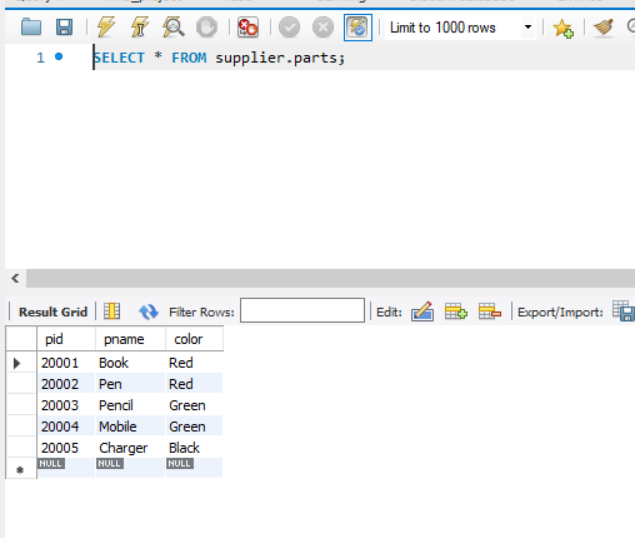 Limit to 1000 rows
1 SELECT * FROM supplier.parts;
Result Grid Filter Rows: Edit: Export/Import:
pid pname color
20001 Book Red
20002 Pen Red
20003 Pencil Green
20004 Mobile Green
20005 Charger Black
NULL NULL NULL